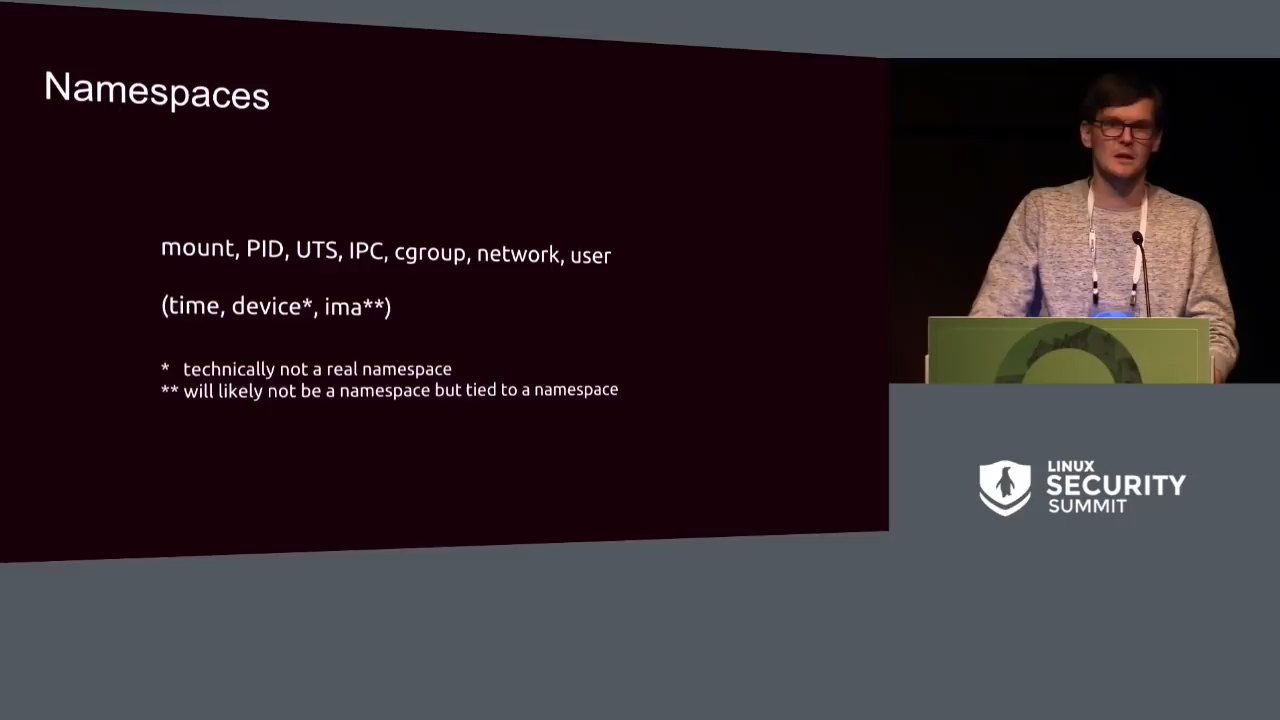 Namespaces
mount, PID, UTS, IPC, cgroup, network, user
(time, device*, ima**)
* technically not a real namespace
** will likely not be a namespace but tied to a namespace
LINUX
SECURITY
SUMMIT